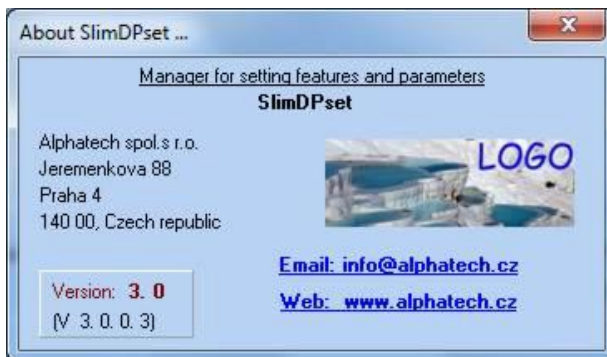 About SlimDPset ...
Manager for setting features and parameters
SlimDPset
Alphatech spol.s r.o.
Jeremenkova 88
Praha 4
140 00, Czech republic
LOGO
Email: info@alphatech.cz
Web: www.alphatech.cz
Version: 3. 0
(V 3. 0. 0. 3)